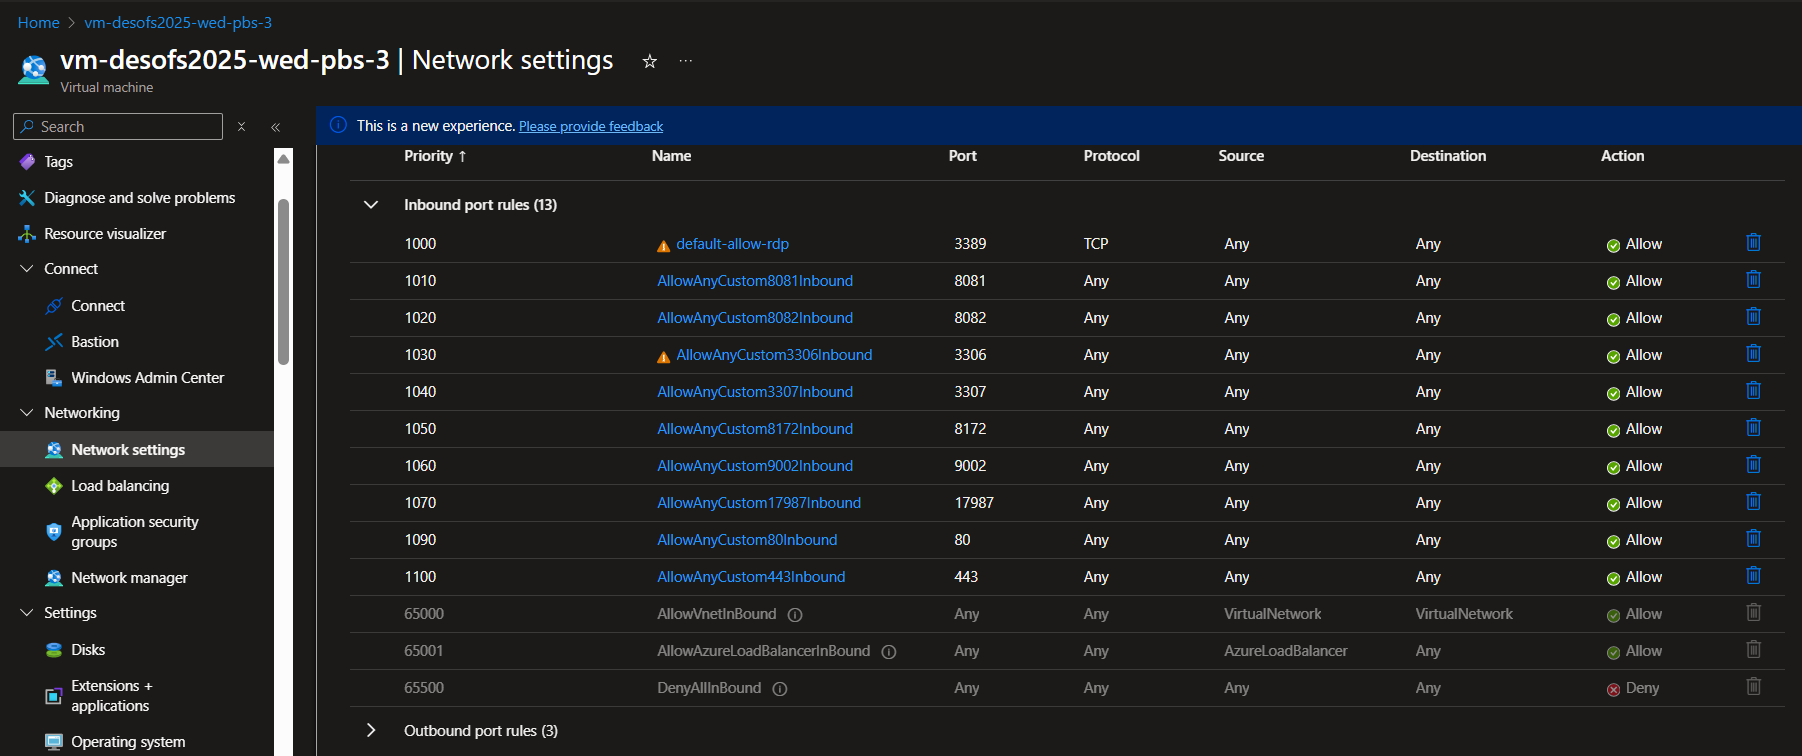 Home > vm-desofs2025-wed-pbs-3
vm-desofs2025-wed-pbs-3 | Network settings
Virtual machine
Search
Tags
Diagnose and solve problems
Resource visualizer
Connect
Connect
Bastion
Windows Admin Center
Networking
Network settings
Load balancing
Application security
groups
Network manager
Settings
Disks
Extensions +
applications
Operating system
This is a new experience. Please provide feedback
Priority ↑ Name Port Protocol Source Destination Action
Inbound port rules (13)
1000 default-allow-rdp 3389 TCP Any Any Allow
1010 AllowAnyCustom8081Inbound 8081 Any Any Any Allow
1020 AllowAnyCustom8082Inbound 8082 Any Any Any Allow
1030 AllowAnyCustom3306Inbound 3306 Any Any Any Allow
1040 AllowAnyCustom3307Inbound 3307 Any Any Any Allow
1050 AllowAnyCustom8172Inbound 8172 Any Any Any Allow
1060 AllowAnyCustom9002Inbound 9002 Any Any Any Allow
1070 AllowAnyCustom17987Inbound 17987 Any Any Any Allow
1090 AllowAnyCustom80Inbound 80 Any Any Any Allow
1100 AllowAnyCustom443Inbound 443 Any Any Any Allow
65000 AllowVnetInBound Any Any VirtualNetwork VirtualNetwork Allow
65001 AllowAzureLoadBalancerInBound Any Any AzureLoadBalancer Any Allow
65500 DenyAllInBound Any Any Any Any Deny
Outbound port rules (3)